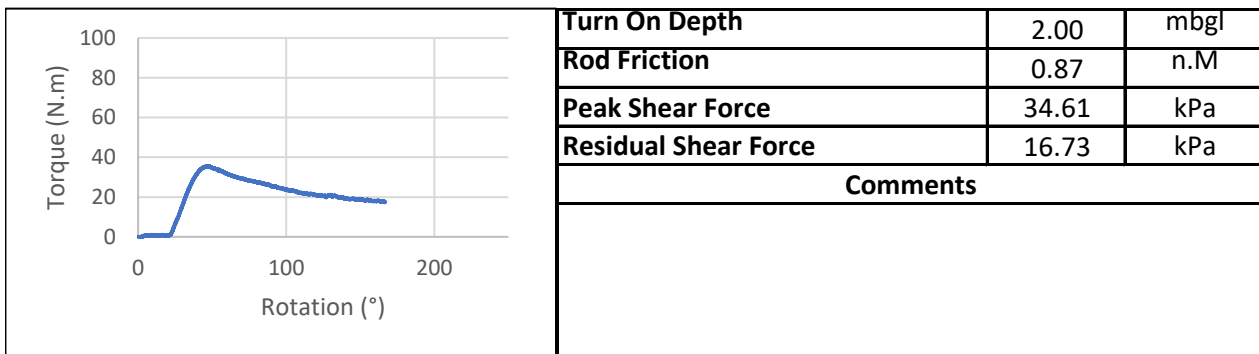 100
80
60
40
20
0
Torque (N.m)
0 100 200
Rotation (°)
Turn On Depth 2.00 mbgl
Rod Friction 0.87 n.M
Peak Shear Force 34.61 kPa
Residual Shear Force 16.73 kPa
Comments